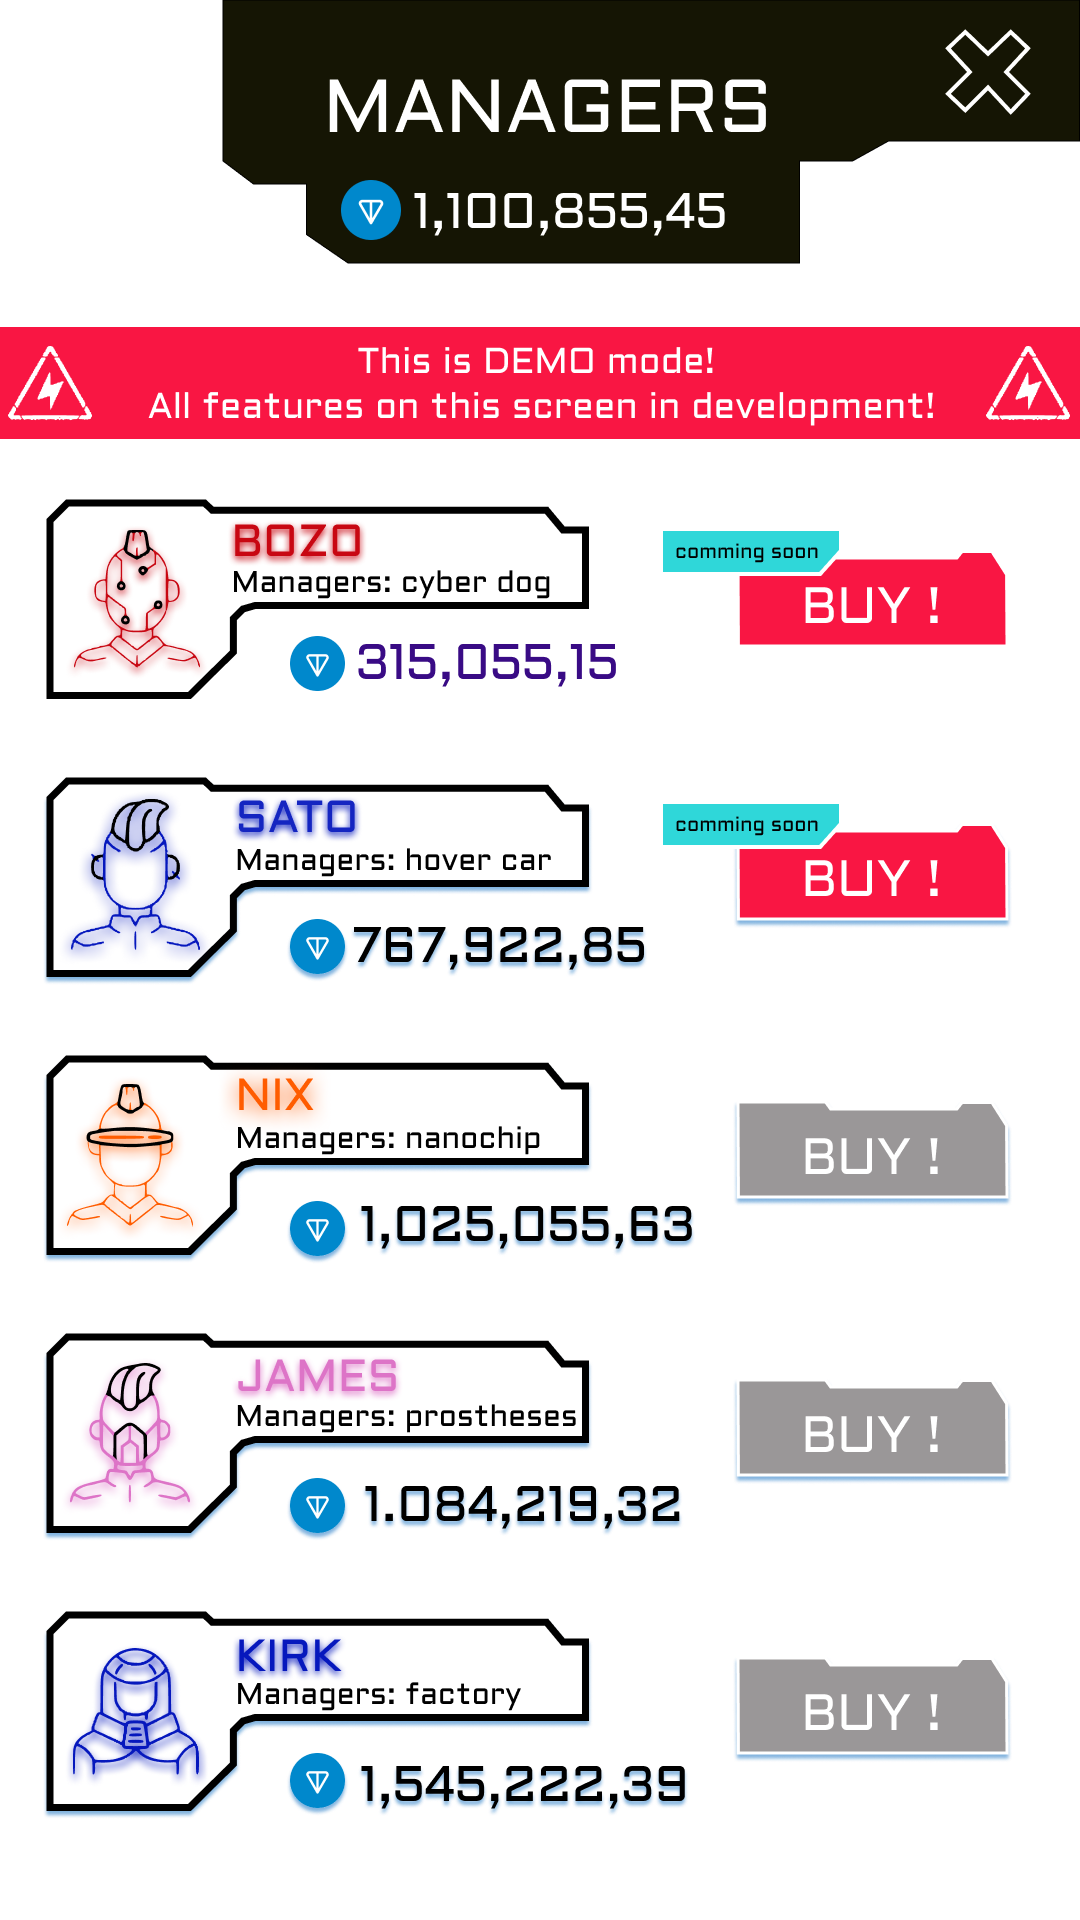 MANAGERS
1,100,855,45
This is DEMO mode!
All features on this screen in development!
BOZO
Managers: cyber dog
315,055,15
comming soon
BUY !
SATO
Managers: hover car
767,922,85
comming soon
BUY !
NIX
Managers: nanochip
1,025,055,63
BUY !
JAMES
Managers: prostheses
1.084,219,32
BUY !
KIRK
Managers: factory
1,545,222,39
BUY !